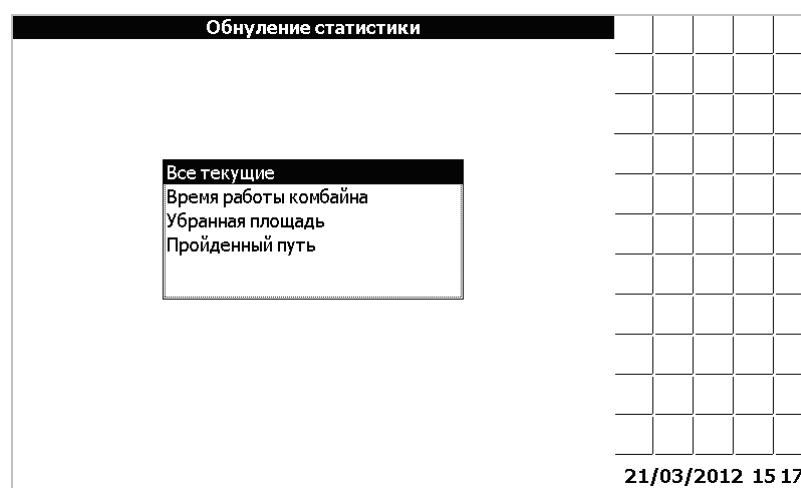 Обнуление статистики
Все текущие
Время работы комбайна
Убранная площадь
Пройденный путь
21/03/2012 15 17